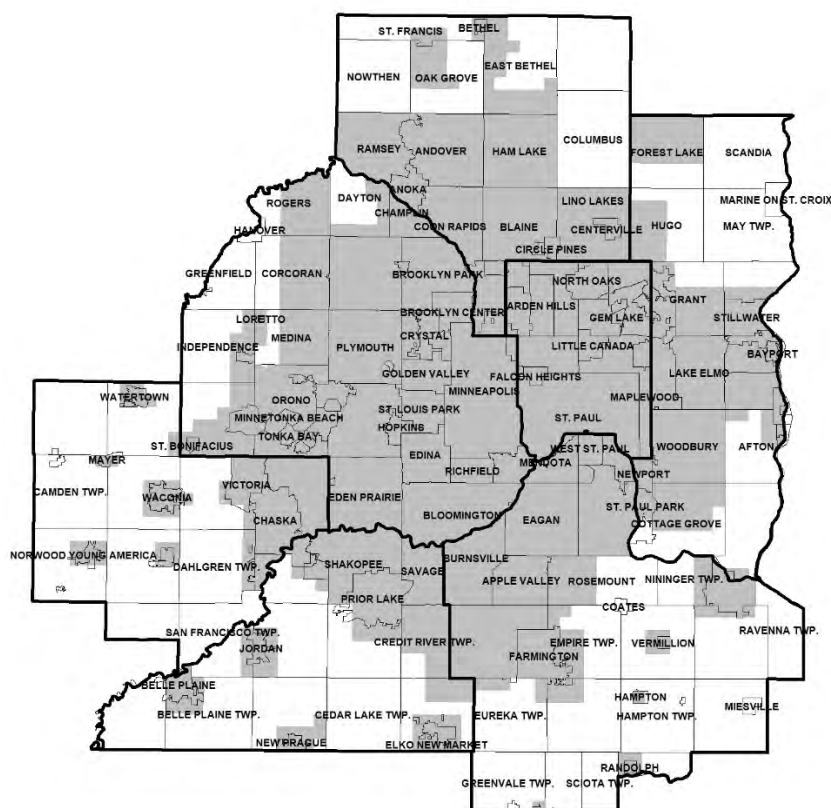 ST. FRANCIS
BETHEL
NOWTHEN
OAK GROVE
EAST BETHEL
RAMSEY
ANDOVER
HAM LAKE
COLUMBUS
FOREST LAKE
SCANDIA
ANOKA
DAYTON
ROGERS
CHAMPLIN
LINO LAKES
MARINE ON ST. CROIX
HANOVER
COON RAPIDS
BLAINE
CENTERVILLE
HUGO
MAY TWP.
CIRCLE PINES
GREENFIELD
CORCORAN
BROOKLYN PARK
NORTH OAKS
GRANT
ARDEN HILLS
GEM LAKE
STILLWATER
LORETTO
BROOKLYN CENTER
INDEPENDENCE
MEDINA
PLYMOUTH
CRYSTAL
LITTLE CANADA
BAYPORT
GOLDEN VALLEY
FALCON HEIGHTS
LAKE ELMO
WATERTOWN
ORONO
MINNEAPOLIS
MAPLEWOOD
MINNETONKA BEACH
ST. LOUIS PARK
ST. PAUL
ST. BONIFACIUS
TONKA BAY
HOPKINS
WEST ST. PAUL
WOODBURY
AFTON
MAYER
EDINA
RICHFIELD
MENDOTA
NEWPORT
CAMDEN TWP.
WACONIA
VICTORIA
EDEN PRAIRIE
ST. PAUL PARK
CHASKA
BLOOMINGTON
EAGAN
COTTAGE GROVE
NORWOOD YOUNG AMERICA
DAHLGREN TWP.
SHAKOPEE
SAVAGE
BURNSVILLE
APPLE VALLEY
ROSEMOUNT
NININGER TWP.
PRIOR LAKE
COATES
SAN FRANCISCO TWP.
CREDIT RIVER TWP.
EMPIRE TWP.
VERMILLION
RAVENNA TWP.
JORDAN
FARMINGTON
BELLE PLAINE
HAMPTON
MIESVILLE
BELLE PLAINE TWP.
CEDAR LAKE TWP.
EUREKA TWP.
HAMPTON TWP.
NEW PRAGUE
ELKO NEW MARKET
RANDOLPH
GREENVALE TWP.
SCIOTA TWP.